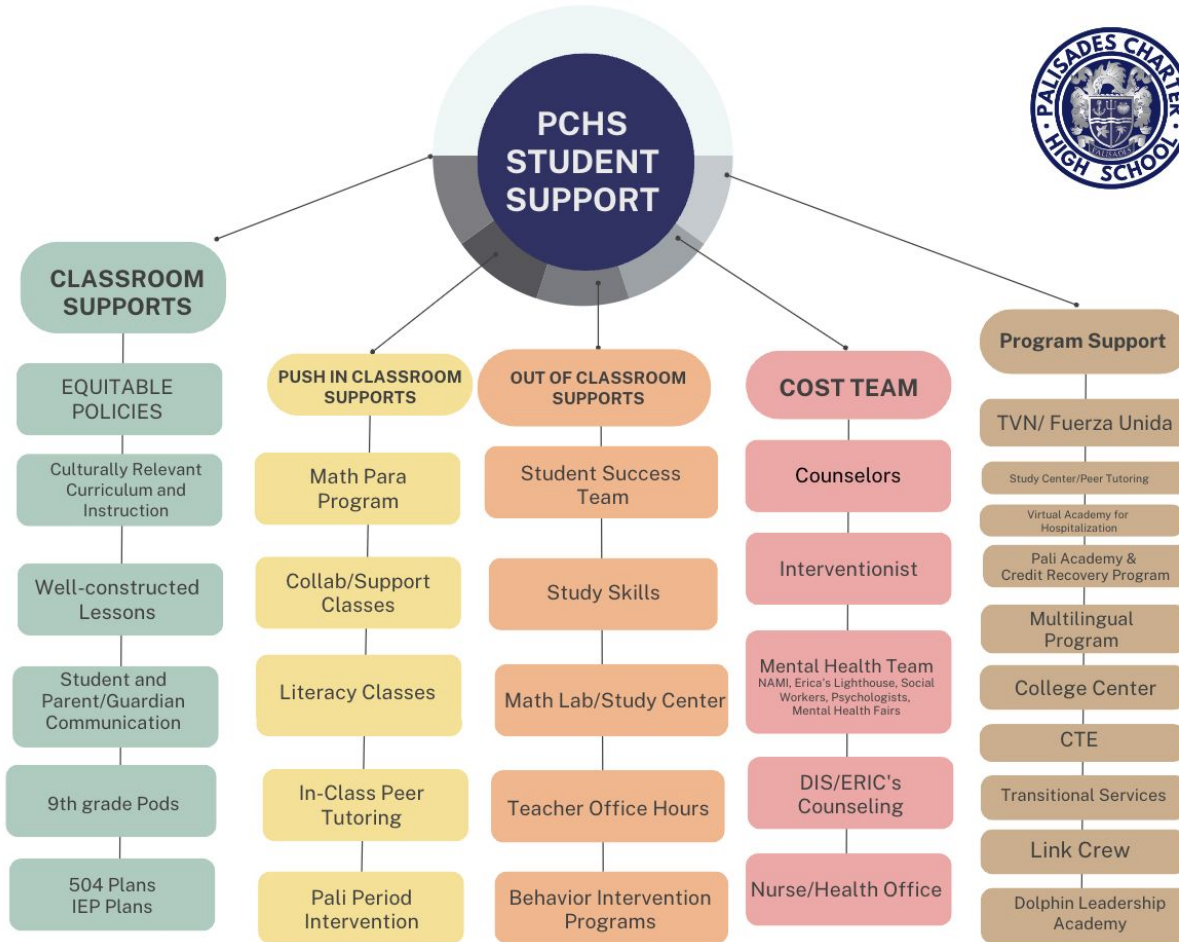 PCHS
STUDENT
SUPPORT
PALISADES CHARTER
HIGH SCHOOL
PALISADES
CLASSROOM
SUPPORTS
EQUITABLE
POLICIES
Culturally Relevant
Curriculum and
Instruction
Well-constructed
Lessons
Student and
Parent/Guardian
Communication
9th grade Pods
504 Plans
IEP Plans
PUSH IN CLASSROOM
SUPPORTS
Math Para
Program
Collab/Support
Classes
Literacy Classes
In-Class Peer
Tutoring
Pali Period
Intervention
OUT OF CLASSROOM
SUPPORTS
Student Success
Team
Study Skills
Math Lab/Study Center
Teacher Office Hours
Behavior Intervention
Programs
COST TEAM
Counselors
Interventionist
Mental Health Team
NAMI, Erica's Lighthouse, Social
Workers, Psychologists,
Mental Health Fairs
DIS/ERIC's
Counseling
Nurse/Health Office
Program Support
TVN/ Fuerza Unida
Study Center/Peer Tutoring
Virtual Academy for
Hospitalization
Pali Academy &
Credit Recovery Program
Multilingual
Program
College Center
CTE
Transitional Services
Link Crew
Dolphin Leadership
Academy